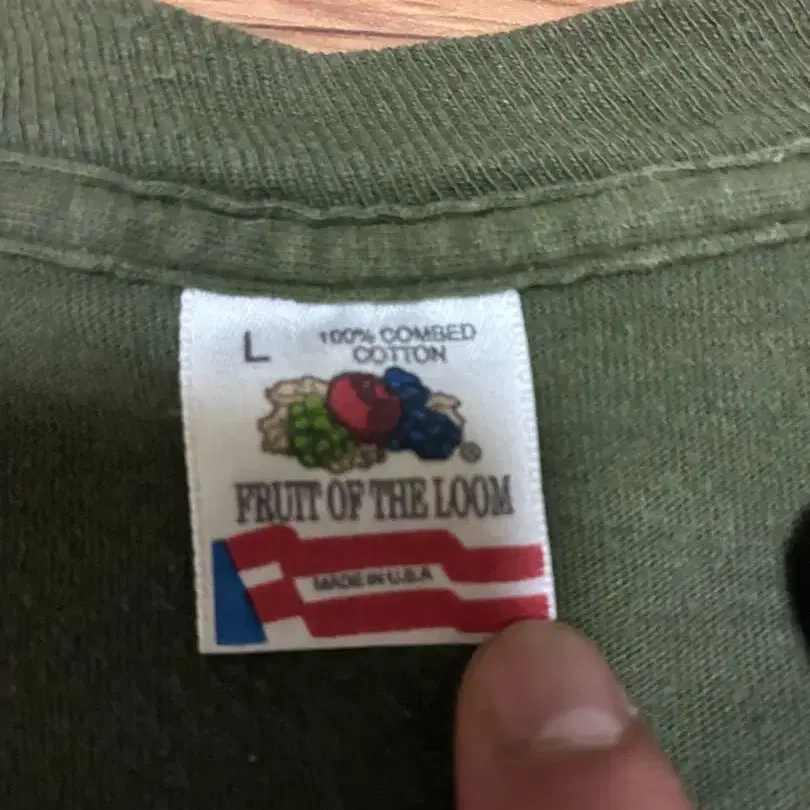 L
100% COMBED
COTTON
®
FRUIT OF THE LOOM
MADE IN U.S.A